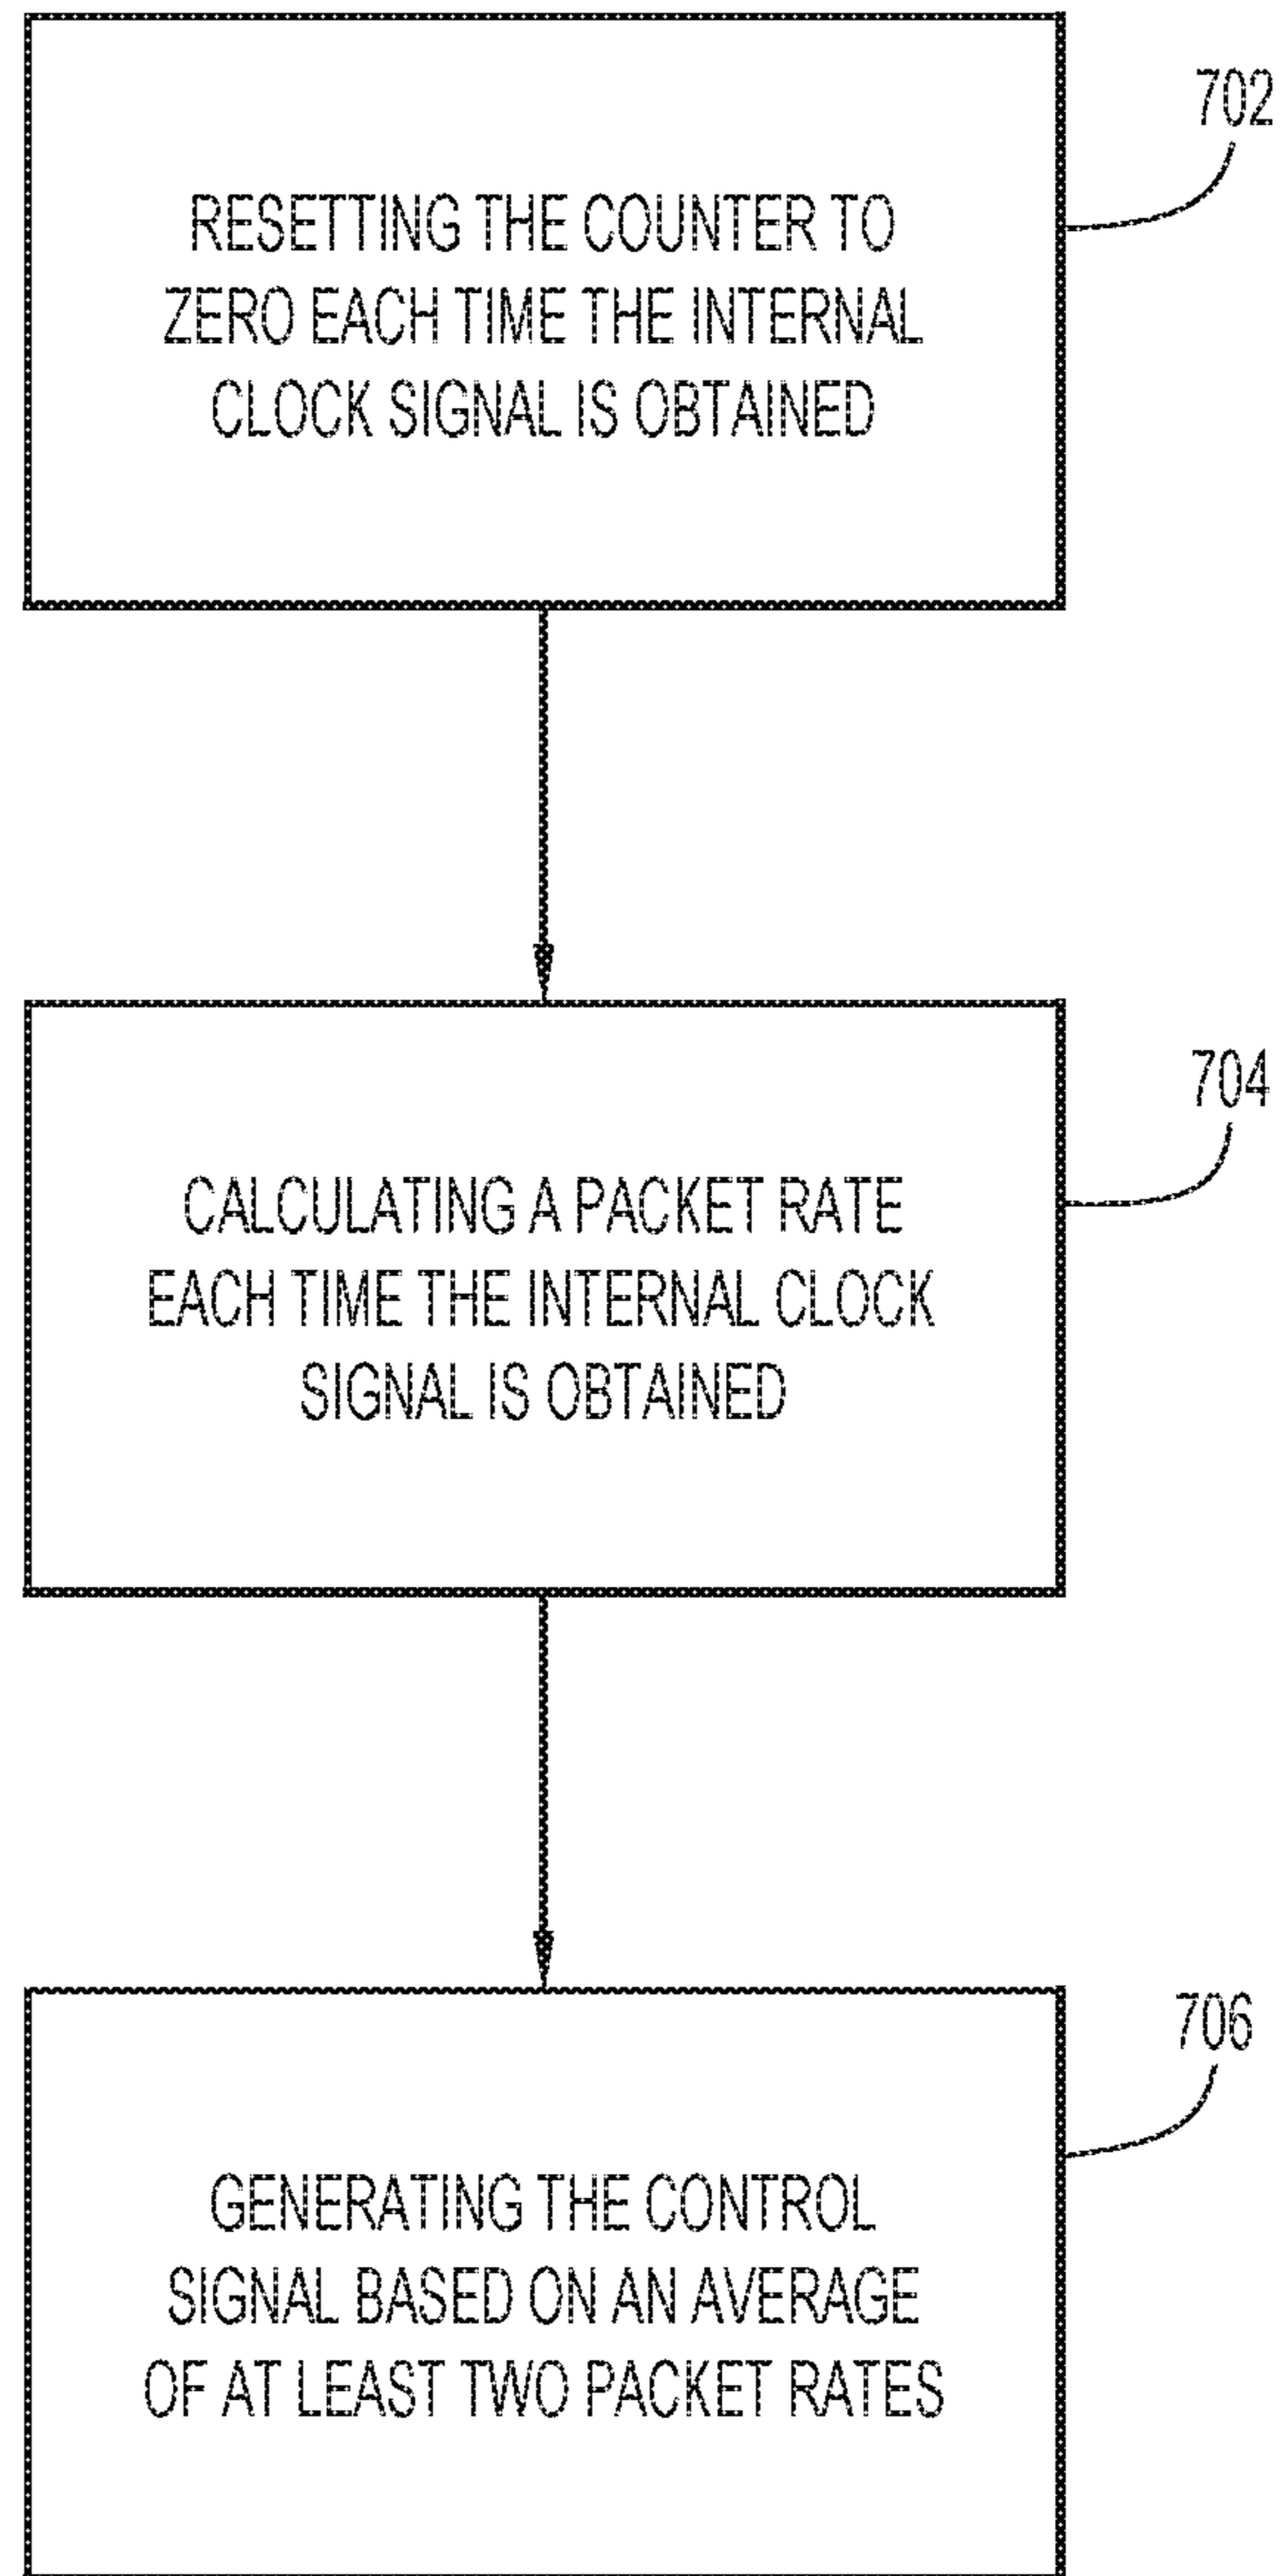 702
RESETTING THE COUNTER TO
ZERO EACH TIME THE INTERNAL
CLOCK SIGNAL IS OBTAINED
704
CALCULATING A PACKET RATE
EACH TIME THE INTERNAL CLOCK
SIGNAL IS OBTAINED
706
GENERATING THE CONTROL
SIGNAL BASED ON AN AVERAGE
OF AT LEAST TWO PACKET RATES